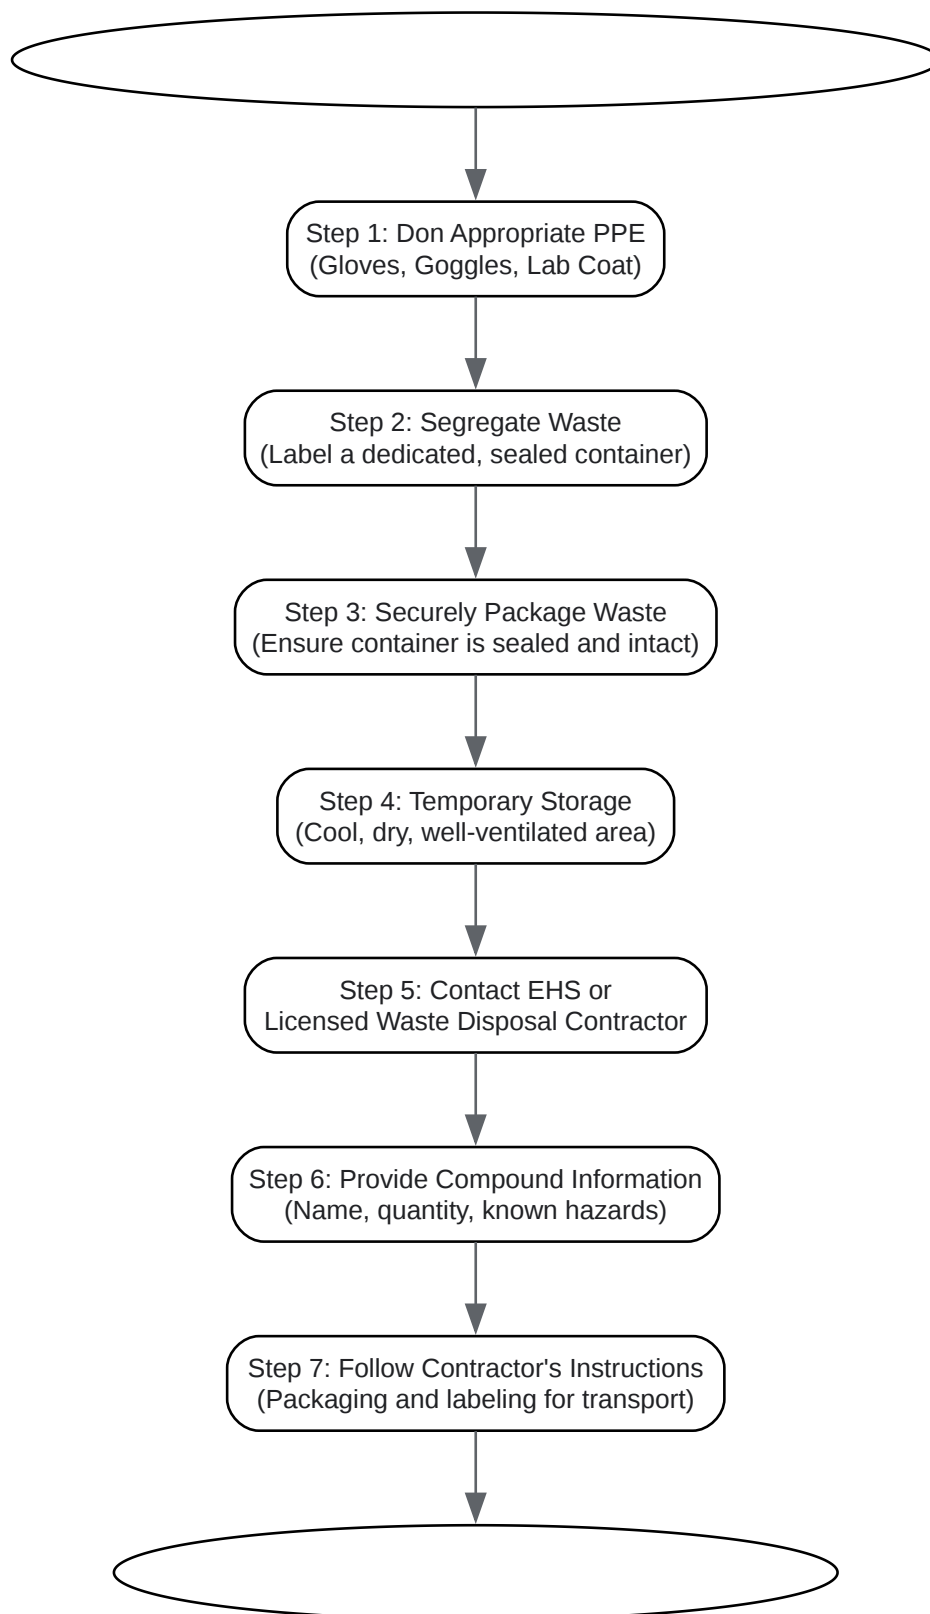 Step 1: Don Appropriate PPE
(Gloves, Goggles, Lab Coat)
Step 2: Segregate Waste
(Label a dedicated, sealed container)
Step 3: Securely Package Waste
(Ensure container is sealed and intact)
Step 4: Temporary Storage
(Cool, dry, well-ventilated area)
Step 5: Contact EHS or
Licensed Waste Disposal Contractor
Step 6: Provide Compound Information
(Name, quantity, known hazards)
Step 7: Follow Contractor's Instructions
(Packaging and labeling for transport)